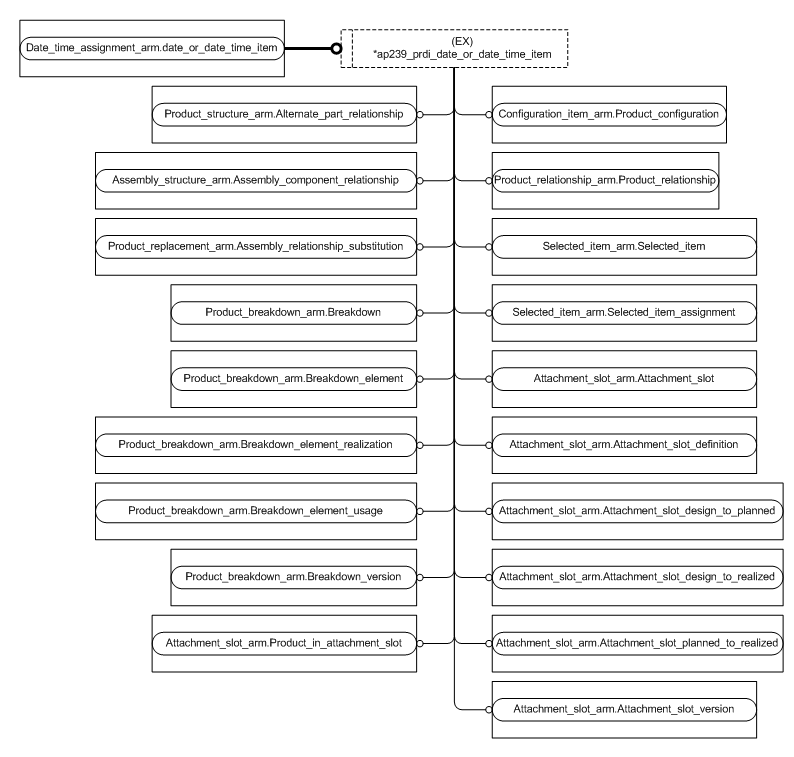 Date_time_assignment_arm.date_or_date_time_item
(EX)
*ap239_prdi_date_or_date_time_item
Product_structure_arm.Alternate_part_relationship
Configuration_item_arm.Product_configuration
Assembly_structure_arm.Assembly_component_relationship
Product_relationship_arm.Product_relationship
Product_replacement_arm.Assembly_relationship_substitution
Selected_item_arm.Selected_item
Product_breakdown_arm.Breakdown
Selected_item_arm.Selected_item_assignment
Product_breakdown_arm.Breakdown_element
Attachment_slot_arm.Attachment_slot
Product_breakdown_arm.Breakdown_element_realization
Attachment_slot_arm.Attachment_slot_definition
Product_breakdown_arm.Breakdown_element_usage
Attachment_slot_arm.Attachment_slot_design_to_planned
Product_breakdown_arm.Breakdown_version
Attachment_slot_arm.Attachment_slot_design_to_realized
Attachment_slot_arm.Product_in_attachment_slot
Attachment_slot_arm.Attachment_slot_planned_to_realized
Attachment_slot_arm.Attachment_slot_version